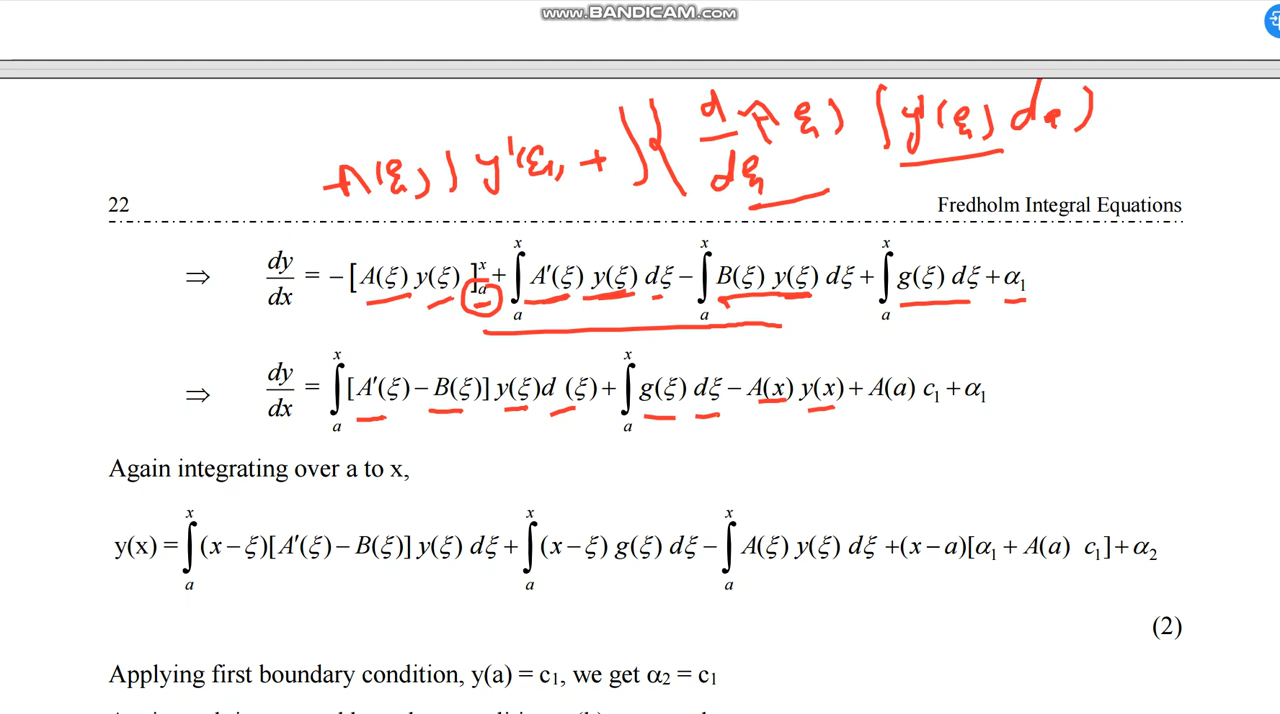 www.BANDICAM.com
A(ξ) ∫ y'(ξ) + ∫ { d/dξ A(ξ) ∫ y'(ξ) dξ }
22 Fredholm Integral Equations
⇒ dy/dx = −[A(ξ) y(ξ)]ₐˣ + ∫ₐˣ A′(ξ) y(ξ) dξ − ∫ₐˣ B(ξ) y(ξ) dξ + ∫ₐˣ g(ξ) dξ + α₁
⇒ dy/dx = ∫ₐˣ [A′(ξ) − B(ξ)] y(ξ)d (ξ) + ∫ₐˣ g(ξ) dξ − A(x) y(x) + A(a) c₁ + α₁
Again integrating over a to x,
y(x) = ∫ₐˣ (x − ξ)[A′(ξ) − B(ξ)] y(ξ) dξ + ∫ₐˣ (x − ξ) g(ξ) dξ − ∫ₐˣ A(ξ) y(ξ) dξ +(x − a)[α₁ + A(a) c₁] + α₂
(2)
Applying first boundary condition, y(a) = c₁, we get α₂ = c₁